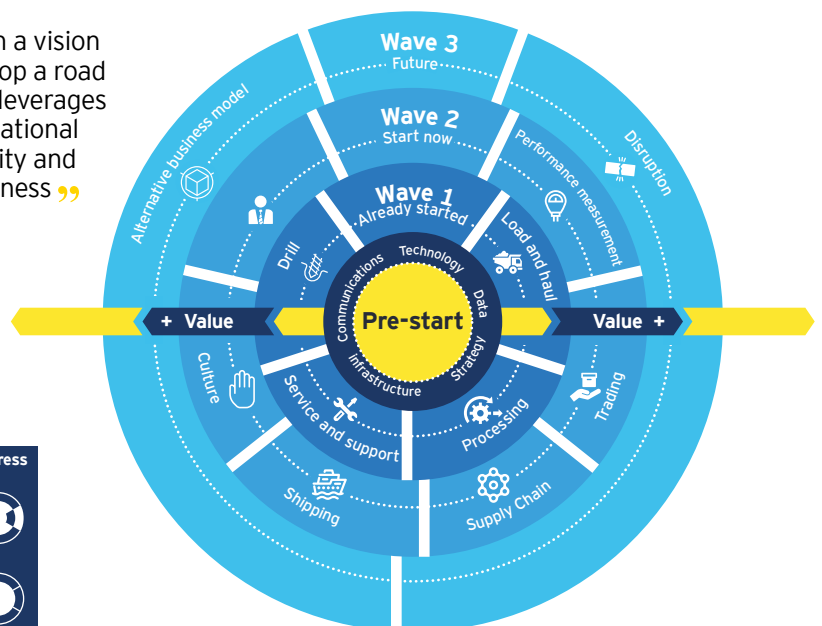 a vision
op a road
leverages
ational
ity and
ness ”
Wave 3
Future
Wave 2
Start now
Wave 1
Already started
Alternative business model
Disruption
Performance measurement
Drill
Load and haul
Communications
Technology
Data
Strategy
infrastructure
Pre-start
+ Value
Value +
Culture
Service and support
Processing
Trading
Shipping
Supply Chain
ress